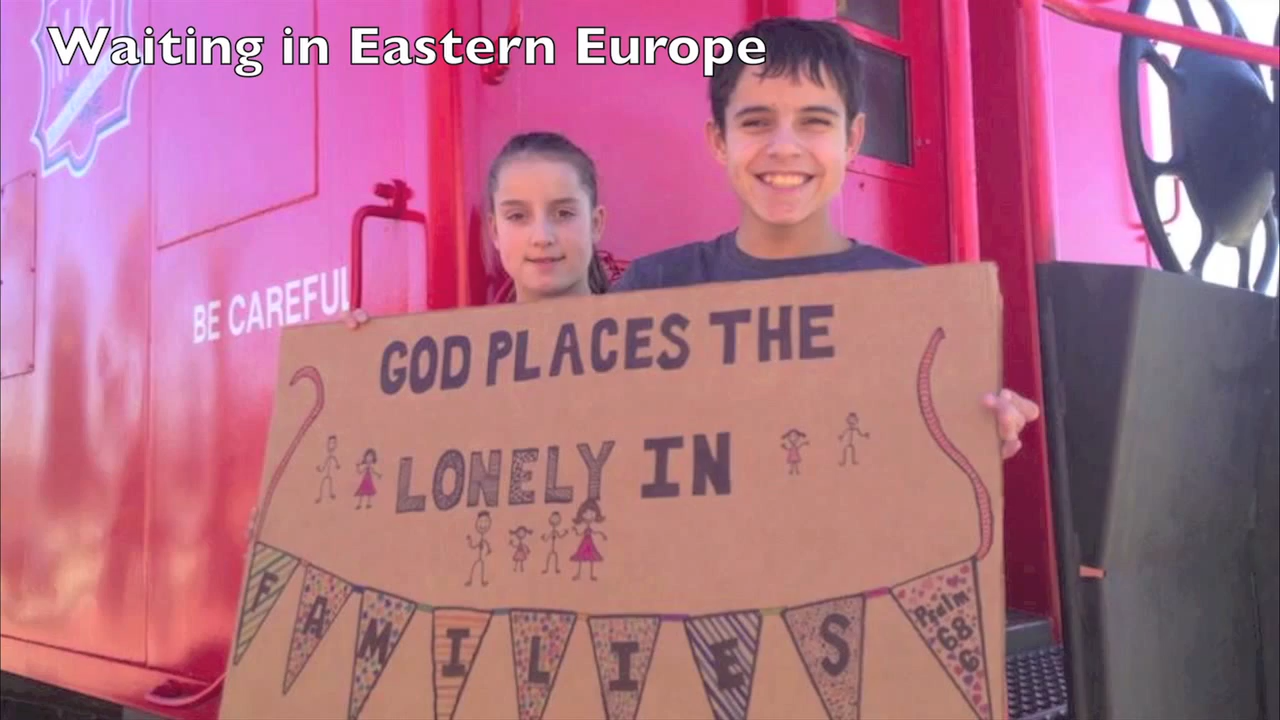 Waiting in Eastern Europe
BE CAREFUL
GOD PLACES THE
LONELY IN
FAMILIES
Psalm
68
6